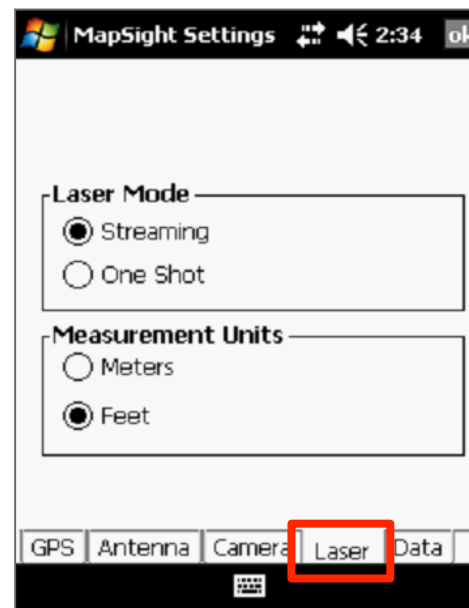 MapSight Settings 2:34 ok
Laser Mode
Streaming
One Shot
Measurement Units
Meters
Feet
GPS Antenna Camera Laser Data